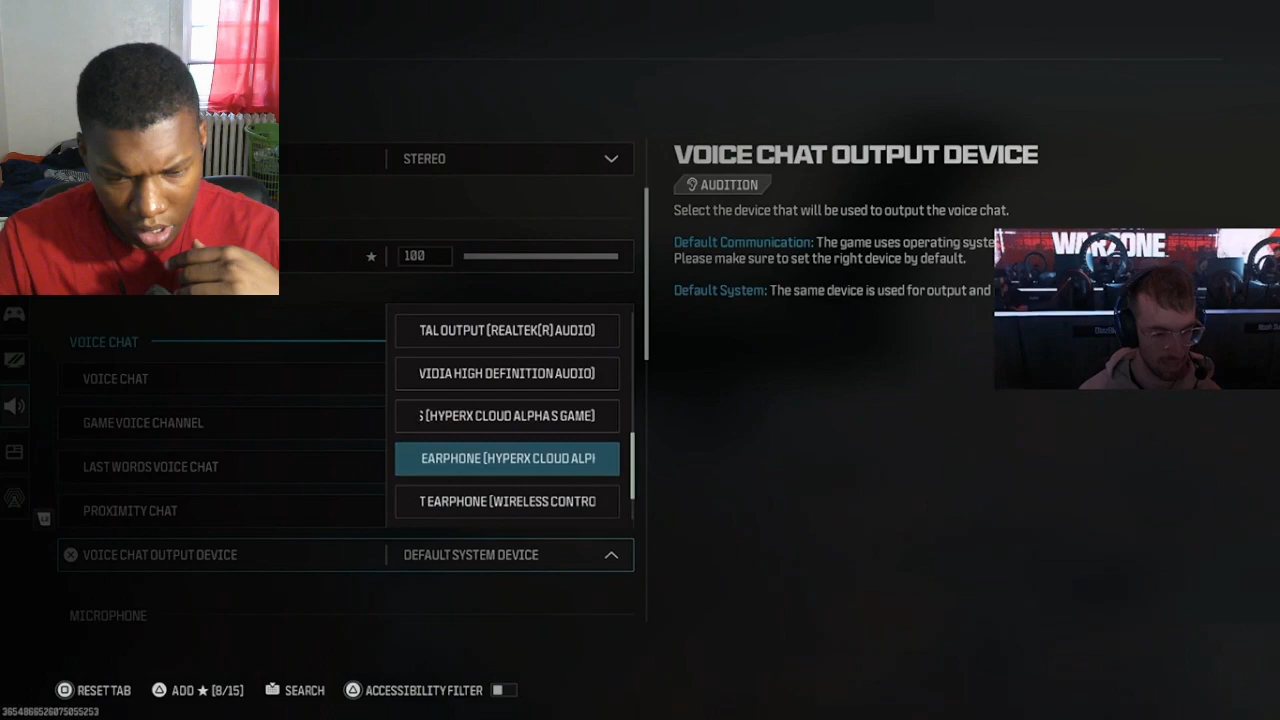 STEREO
100
VOICE CHAT
VOICE CHAT
GAME VOICE CHANNEL
LAST WORDS VOICE CHAT
PROXIMITY CHAT
TAL OUTPUT [REALTEK[R] AUDIO]
VIDIA HIGH DEFINITION AUDIO]
S [HYPERX CLOUD ALPHA S GAME]
EARPHONE [HYPERX CLOUD ALPH
T EARPHONE [WIRELESS CONTRO
VOICE CHAT OUTPUT DEVICE DEFAULT SYSTEM DEVICE
MICROPHONE
VOICE CHAT OUTPUT DEVICE
AUDITION
Select the device that will be used to output the voice chat.
Default Communication: The game uses operating syste
Please make sure to set the right device by default.
Default System: The same device is used for output and
WARZONE
RESET TAB ADD ★ [8/15] SEARCH ACCESSIBILITY FILTER
3654866526075055253